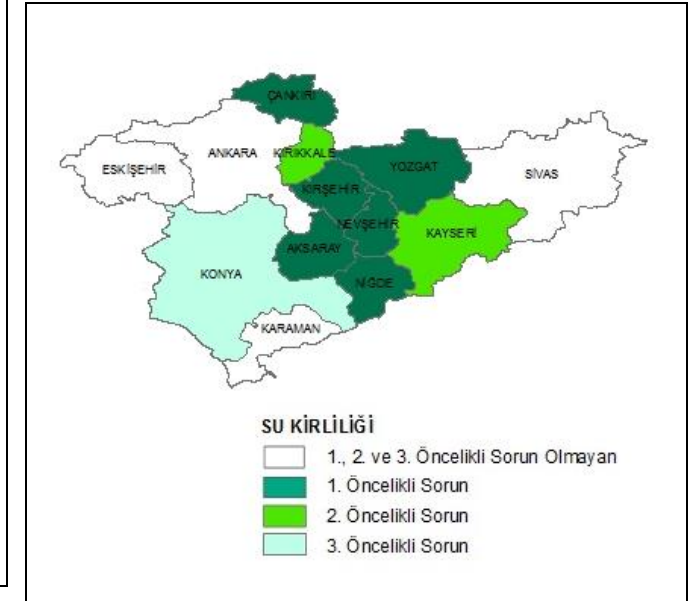 ÇANKIRI
ANKARA
KIRIKKALE
ESKİŞEHİR
YOZGAT
SİVAS
KIRŞEHİR
NEVŞEHİR
KAYSERİ
AKSARAY
KONYA
NİĞDE
KARAMAN
SU KİRLİLİĞİ
1., 2. ve 3. Öncelikli Sorun Olmayan
1. Öncelikli Sorun
2. Öncelikli Sorun
3. Öncelikli Sorun